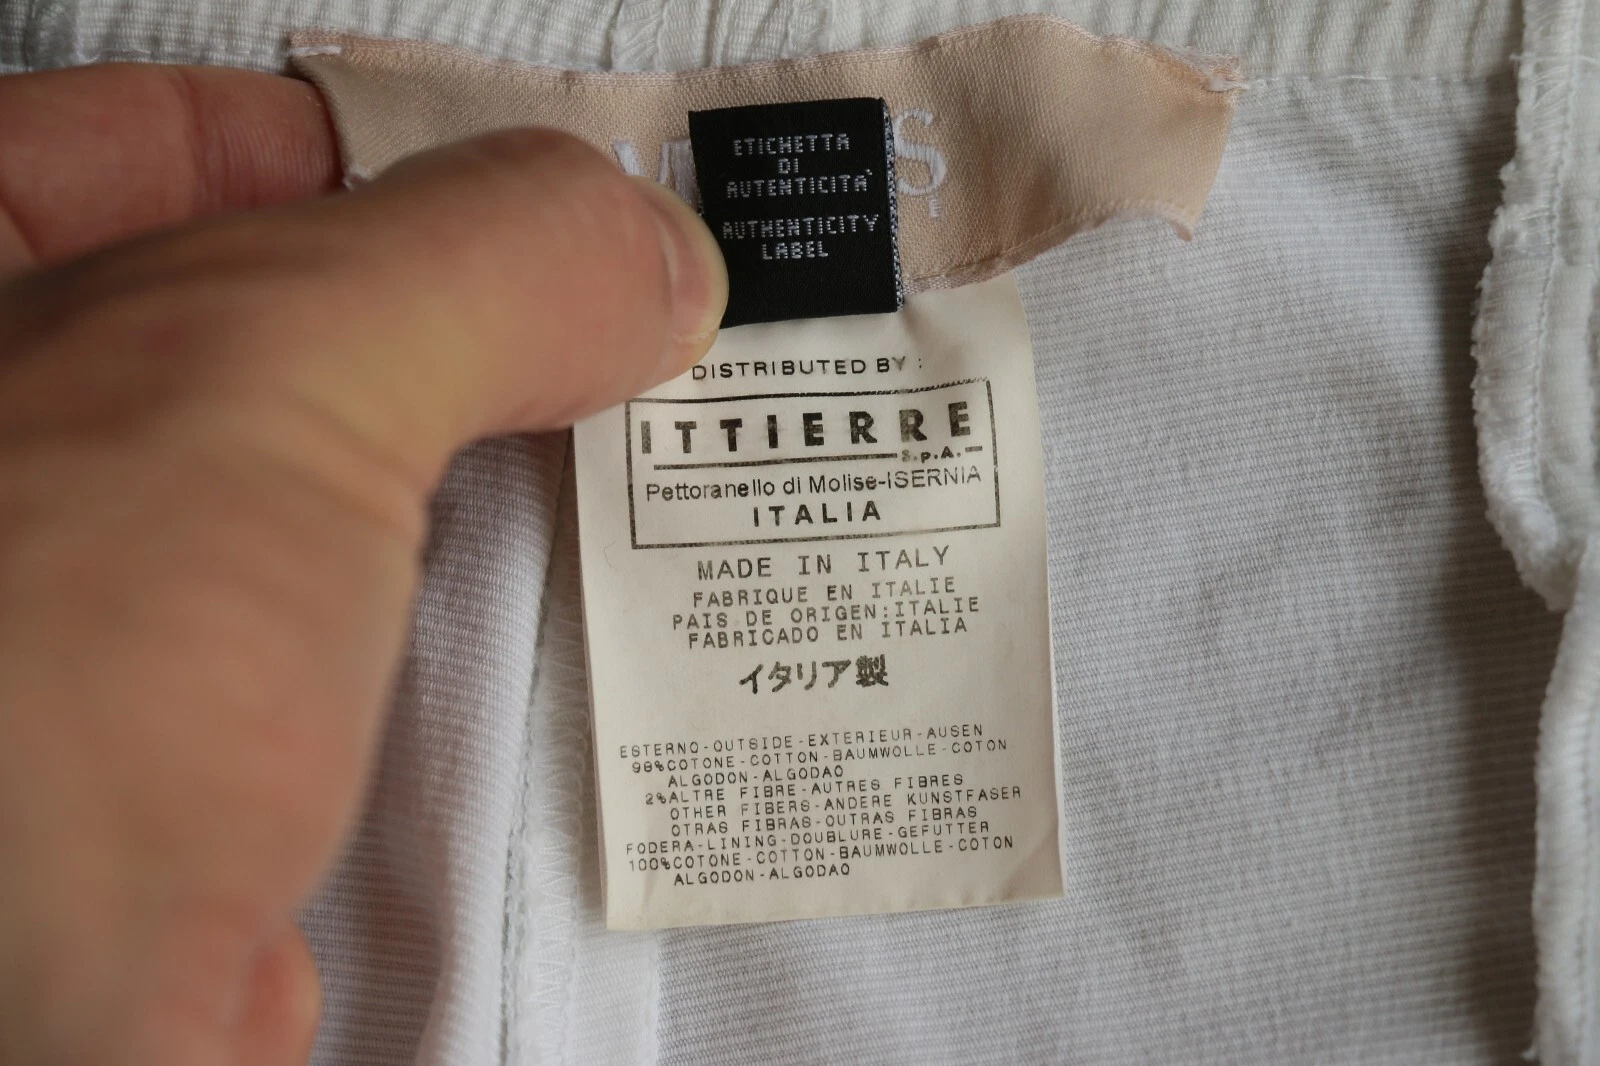 ETICHETTA
DI
AUTENTICITA'
AUTHENTICITY
LABEL
DISTRIBUTED BY :
ITTIERRE
S.p.A.
Pettoranello di Molise-ISERNIA
ITALIA
MADE IN ITALY
FABRIQUE EN ITALIE
PAIS DE ORIGEN:ITALIE
FABRICADO EN ITALIA
イタリア製
ESTERNO-OUTSIDE-EXTERIEUR-AUSEN
98%COTONE-COTTON-BAUMWOLLE-COTON
ALGODON-ALGODAO
2%ALTRE FIBRE-AUTRES FIBRES
OTHER FIBERS-ANDERE KUNSTFASER
OTRAS FIBRAS-OUTRAS FIBRAS
FODERA-LINING-DOUBLURE-GEFUTTER
100%COTONE-COTTON-BAUMWOLLE-COTON
ALGODON-ALGODAO